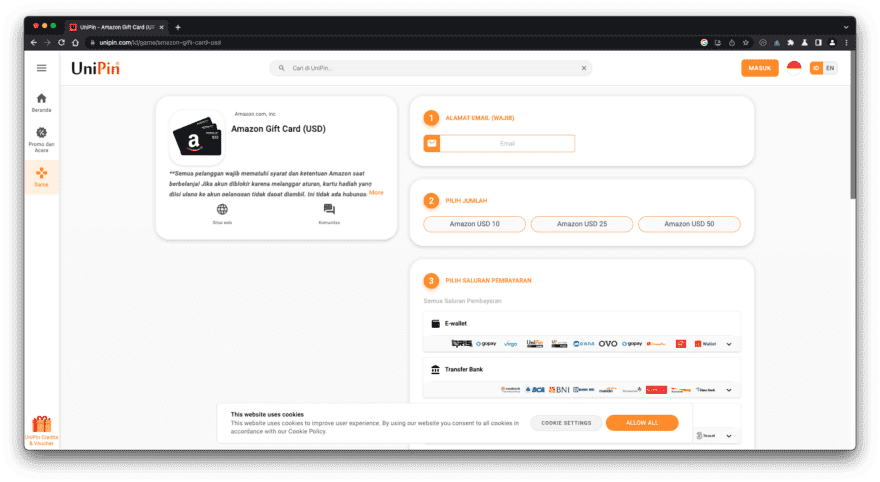 UniPin - Amazon Gift Card (US
unipin.com/id/game/amazon-gift-card-usd
UniPin
Cari di UniPin...
MASUK
ID EN
Beranda
Promo dan
Acara
Game
Amazon.com, Inc
Amazon Gift Card (USD)
**Semua pelanggan wajib mematuhi syarat dan ketentuan Amazon saat
berbelanja! Jika akun diblokir karena melanggar aturan, kartu hadiah yang
diisi ulang ke akun pelanggan tidak dapat diambil. Ini tidak ada hubungan More
Situs web
Komunitas
1 ALAMAT EMAIL (WAJIB)
Email
2 PILIH JUMLAH
Amazon USD 10
Amazon USD 25
Amazon USD 50
3 PILIH SALURAN PEMBAYARAN
Semua Saluran Pembayaran
E-wallet
QRIS gopay virgo UniPin DANA OVO gopay Wallet
Transfer Bank
BCA BNI
This website uses cookies
This website uses cookies to improve user experience. By using our website you consent to all cookies in
accordance with our Cookie Policy.
COOKIE SETTINGS
ALLOW ALL
UniPin Credits
& Voucher